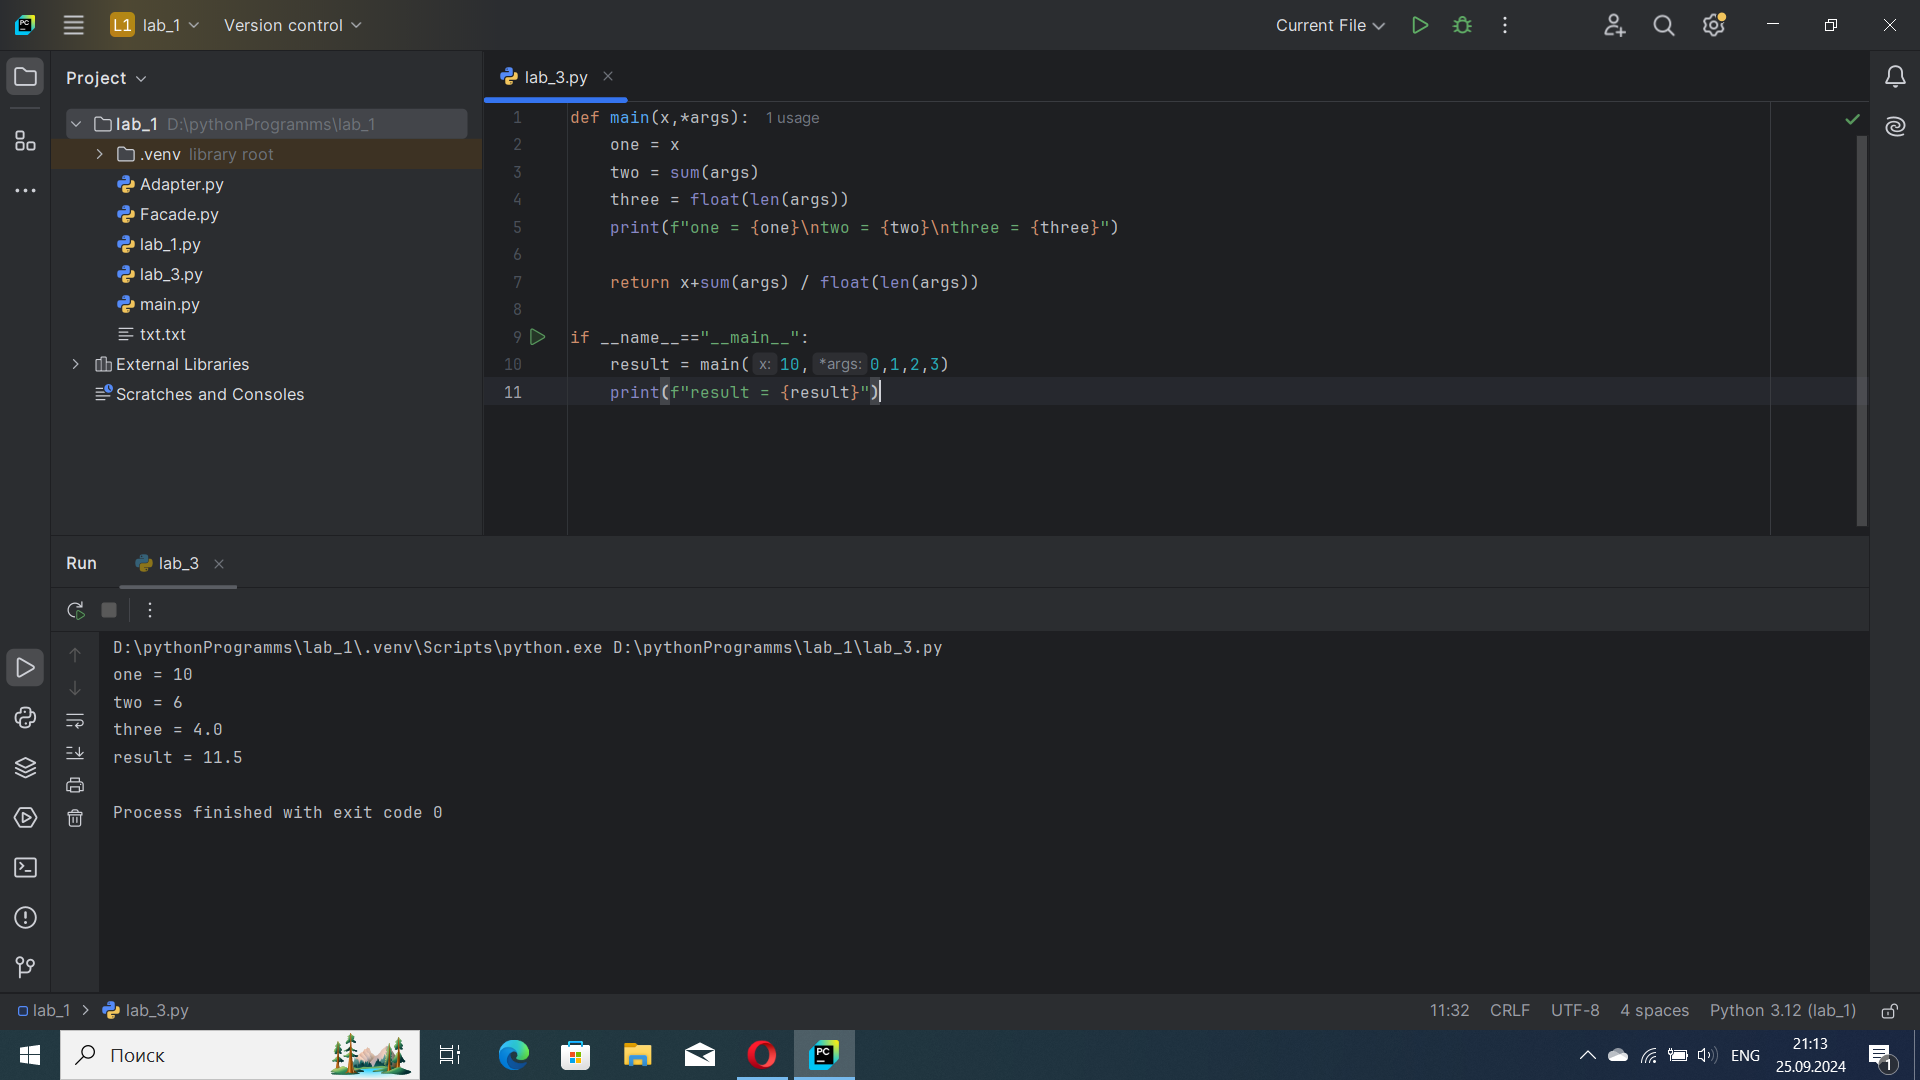 L1 lab_1 Version control Current File
Project
lab_1 D:\pythonProgramms\lab_1
.venv library root
Adapter.py
Facade.py
lab_1.py
lab_3.py
main.py
txt.txt
External Libraries
Scratches and Consoles
lab_3.py
1 def main(x,*args): 1 usage
2 one = x
3 two = sum(args)
4 three = float(len(args))
5 print(f"one = {one}\ntwo = {two}\nthree = {three}")
6
7 return x+sum(args) / float(len(args))
8
9 if __name__=="__main__":
10 result = main( x: 10, *args: 0,1,2,3)
11 print(f"result = {result}")
Run lab_3
D:\pythonProgramms\lab_1\.venv\Scripts\python.exe D:\pythonProgramms\lab_1\lab_3.py
one = 10
two = 6
three = 4.0
result = 11.5
Process finished with exit code 0
lab_1 > lab_3.py 11:32 CRLF UTF-8 4 spaces Python 3.12 (lab_1)
Поиск
PC
ENG
21:13
25.09.2024
1